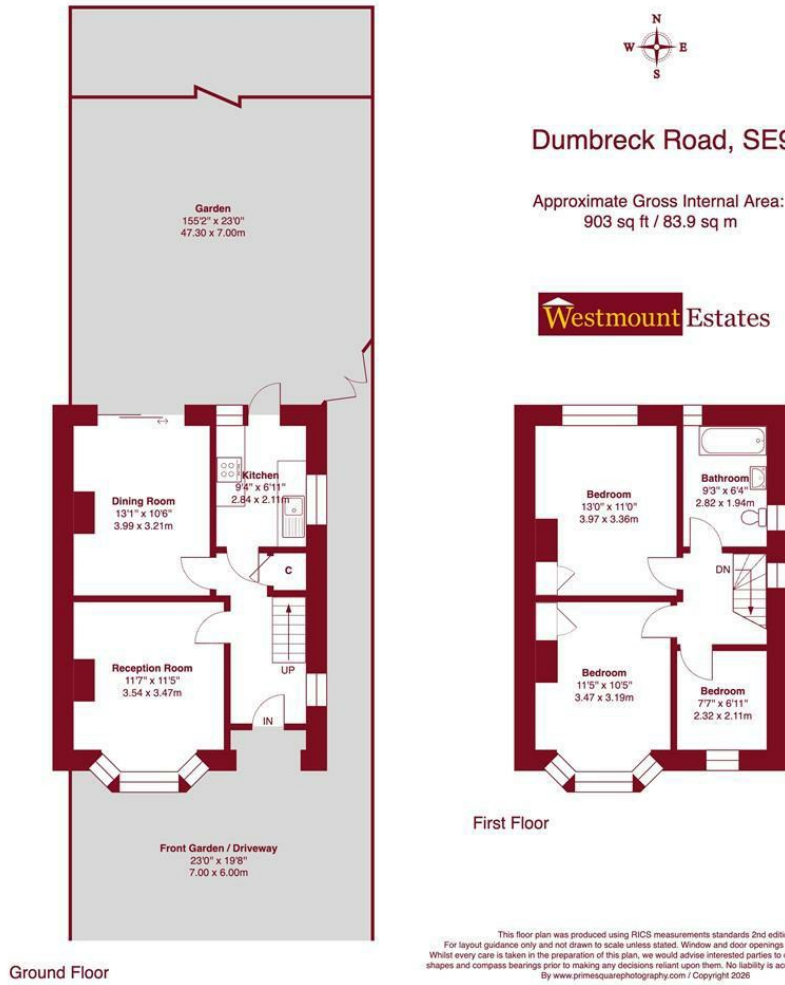 N
W E
S
Dumbreck Road, SE9
Approximate Gross Internal Area:
903 sq ft / 83.9 sq m
Westmount Estates
Garden
155'2" x 23'0"
47.30 x 7.00m
Kitchen
9'4" x 6'11"
2.84 x 2.11m
Dining Room
13'1" x 10'6"
3.99 x 3.21m
C
Reception Room
11'7" x 11'5"
3.54 x 3.47m
UP
IN
Front Garden / Driveway
23'0" x 19'8"
7.00 x 6.00m
Ground Floor
Bathroom
9'3" x 6'4"
2.82 x 1.94m
Bedroom
13'0" x 11'0"
3.97 x 3.36m
DN
Bedroom
11'5" x 10'5"
3.47 x 3.19m
Bedroom
7'7" x 6'11"
2.32 x 2.11m
First Floor
This floor plan was produced using RICS measurements standards 2nd
For layout guidance only and not drawn to scale unless stated. Window and door openings
Whilst every care is taken in the preparation of this plan, we would advise interested parties to
shapes and compass bearings prior to making any decisions reliant upon them. No liability is
By www.primesquarephotography.com / Copyright 2026